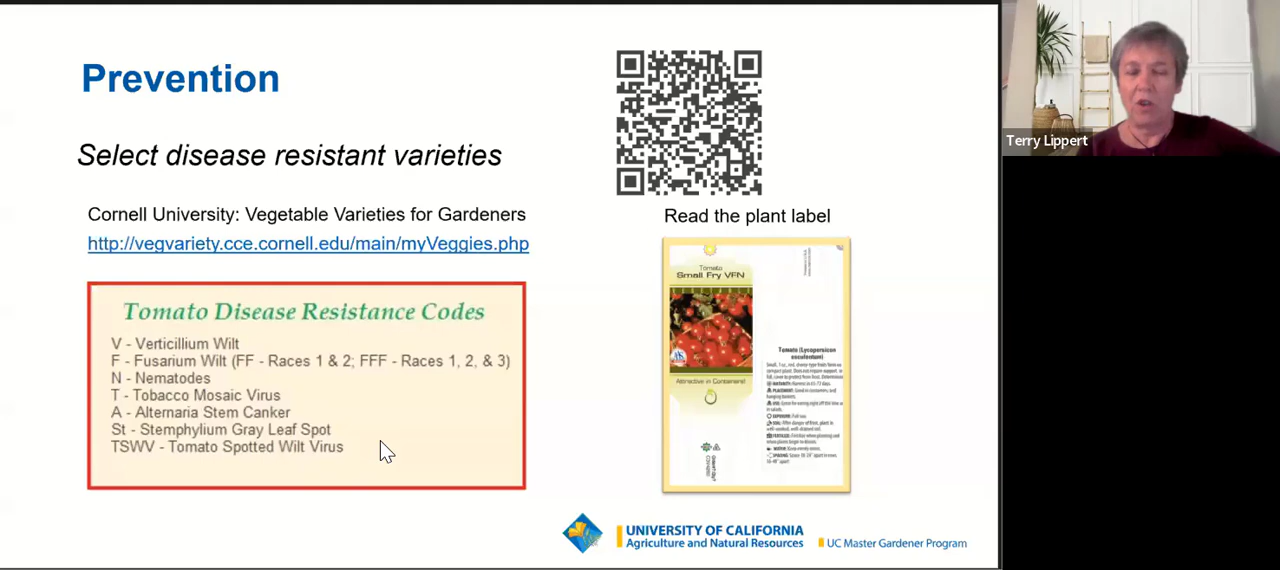 Prevention
Select disease resistant varieties
Cornell University: Vegetable Varieties for Gardeners
http://vegvariety.cce.cornell.edu/main/myVeggies.php
Tomato Disease Resistance Codes
V - Verticillium Wilt
F - Fusarium Wilt (FF - Races 1 & 2; FFF - Races 1, 2, & 3)
N - Nematodes
T - Tobacco Mosaic Virus
A - Alternaria Stem Canker
St - Stemphylium Gray Leaf Spot
TSWV - Tomato Spotted Wilt Virus
Read the plant label
Tomato
Small Fry VFN
Attractive in Containers!
Tomato (Lycopersicon
esculentum)
UNIVERSITY OF CALIFORNIA
Agriculture and Natural Resources
UC Master Gardener Program
Terry Lippert